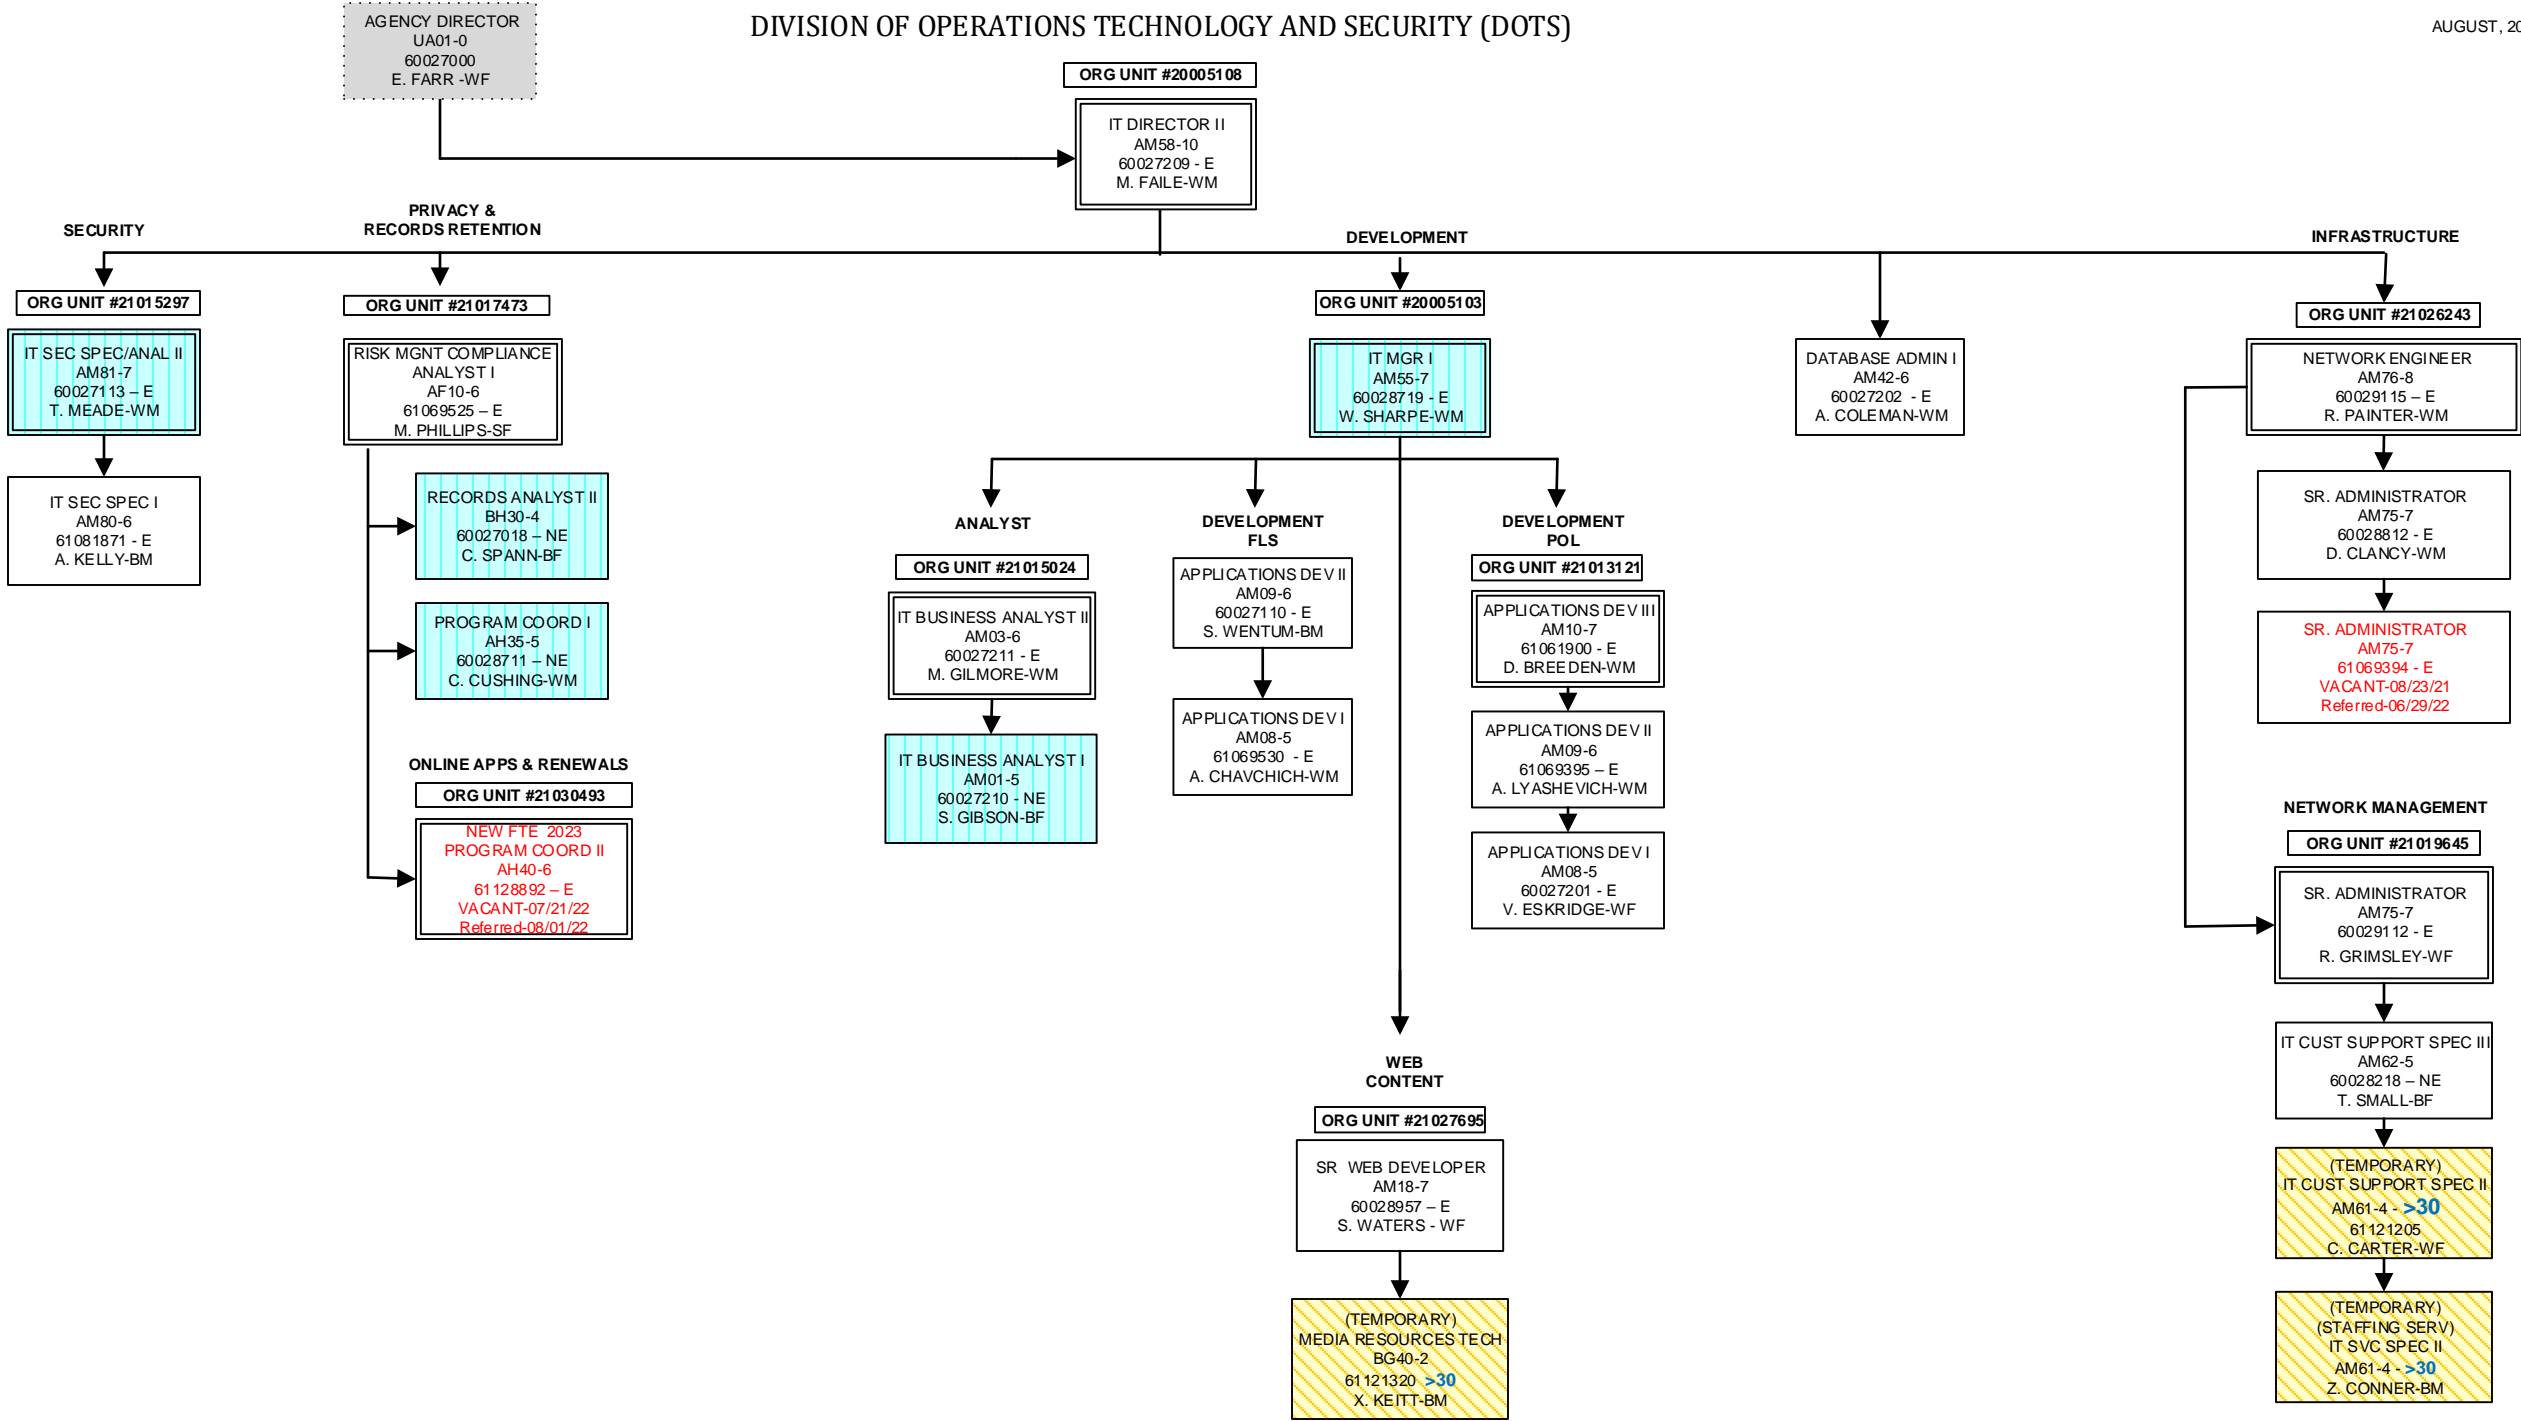 AGENCY DIRECTOR
UA01-0
60027000
E. FARR -WF
DIVISION OF OPERATIONS TECHNOLOGY AND SECURITY (DOTS)
AUGUST, 20
ORG UNIT #20005108
IT DIRECTOR II
AM58-10
60027209 - E
M. FAILE-WM
SECURITY
ORG UNIT #21015297
IT SEC SPEC/ANAL II
AM81-7
60027113 – E
T. MEADE-WM
IT SEC SPEC I
AM80-6
61081871 - E
A. KELLY-BM
PRIVACY &
RECORDS RETENTION
ORG UNIT #21017473
RISK MGNT COMPLIANCE
ANALYST I
AF10-6
61069525 – E
M. PHILLIPS-SF
RECORDS ANALYST II
BH30-4
60027018 – NE
C. SPANN-BF
PROGRAM COORD I
AH35-5
60028711 – NE
C. CUSHING-WM
ONLINE APPS & RENEWALS
ORG UNIT #21030493
NEW FTE 2023
PROGRAM COORD II
AH40-6
61128892 – E
VACANT-07/21/22
Referred-08/01/22
DEVELOPMENT
ORG UNIT #20005103
IT MGR I
AM55-7
60028719 - E
W. SHARPE-WM
ANALYST
ORG UNIT #21015024
IT BUSINESS ANALYST II
AM03-6
60027211 - E
M. GILMORE-WM
IT BUSINESS ANALYST I
AM01-5
60027210 - NE
S. GIBSON-BF
DEVELOPMENT
FLS
APPLICATIONS DEV II
AM09-6
60027110 - E
S. WENTUM-BM
APPLICATIONS DEV I
AM08-5
61069530 - E
A. CHAVCHICH-WM
DEVELOPMENT
POL
ORG UNIT #21013121
APPLICATIONS DEV III
AM10-7
61061900 - E
D. BREEDEN-WM
APPLICATIONS DEV II
AM09-6
61069395 – E
A. LYASHEVICH-WM
APPLICATIONS DEV I
AM08-5
60027201 - E
V. ESKRIDGE-WF
WEB
CONTENT
ORG UNIT #21027695
SR WEB DEVELOPER
AM18-7
60028957 – E
S. WATERS - WF
(TEMPORARY)
MEDIA RESOURCES TECH
BG40-2
61121320 >30
X. KEITT-BM
DATABASE ADMIN I
AM42-6
60027202 - E
A. COLEMAN-WM
INFRASTRUCTURE
ORG UNIT #21026243
NETWORK ENGINEER
AM76-8
60029115 – E
R. PAINTER-WM
SR. ADMINISTRATOR
AM75-7
60028812 - E
D. CLANCY-WM
SR. ADMINISTRATOR
AM75-7
61069394 - E
VACANT-08/23/21
Referred-06/29/22
NETWORK MANAGEMENT
ORG UNIT #21019645
SR. ADMINISTRATOR
AM75-7
60029112 - E
R. GRIMSLEY-WF
IT CUST SUPPORT SPEC III
AM62-5
60028218 – NE
T. SMALL-BF
(TEMPORARY)
IT CUST SUPPORT SPEC II
AM61-4 - >30
61121205
C. CARTER-WF
(TEMPORARY)
(STAFFING SERV)
IT SVC SPEC II
AM61-4 - >30
Z. CONNER-BM